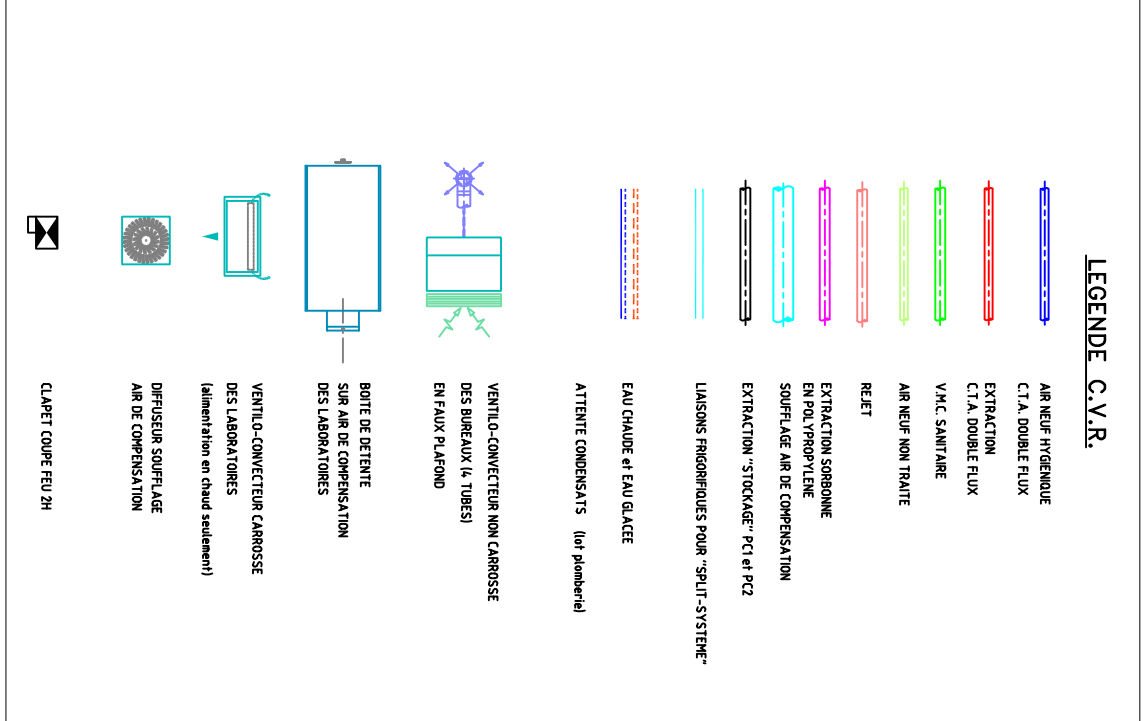 LEGENDE C.V.R.
AIR NEUF HYGIENIQUE
C.T.A. DOUBLE FLUX
EXTRACTION
C.T.A. DOUBLE FLUX
V.M.C. SANITAIRE
AIR NEUF NON TRAITE
REJET
EXTRACTION SORBONNE
EN POLYPROPYLENE
SOUFFLAGE AIR DE COMPENSATION
EXTRACTION "STOCKAGE" PC1 et PC2
LIAISONS FRIGORIFIQUES POUR "SPLIT-SYSTEME"
EAU CHAUDE et EAU GLACEE
ATTENTE CONDENSATS (lot plomberie)
VENTILO-CONVECTEUR NON CARROSSE
DES BUREAUX (4 TUBES)
EN FAUX PLAFOND
BOITE DE DETENTE
SUR AIR DE COMPENSATION
DES LABORATOIRES
VENTILO-CONVECTEUR CARROSSE
DES LABORATOIRES
(alimentation en chaud seulement)
DIFFUSEUR SOUFFLAGE
AIR DE COMPENSATION
CLAPET COUPE FEU 2H